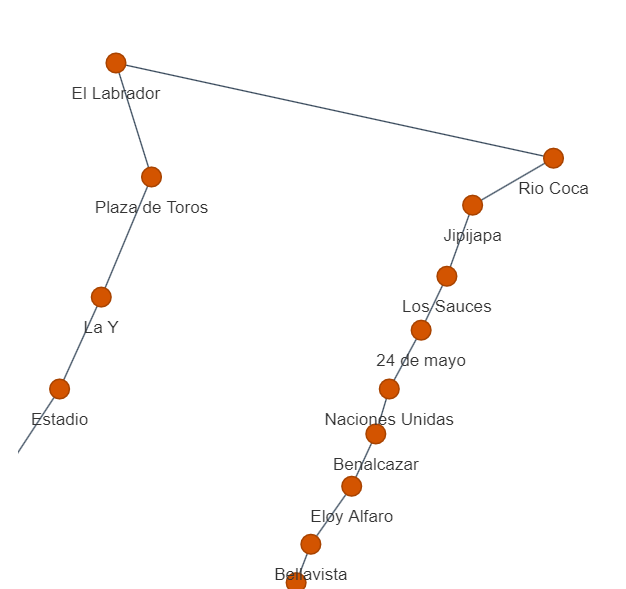 El Labrador
Rio Coca
Plaza de Toros
Jipijapa
Los Sauces
La Y
24 de mayo
Estadio
Naciones Unidas
Benalcazar
Eloy Alfaro
Bellavista